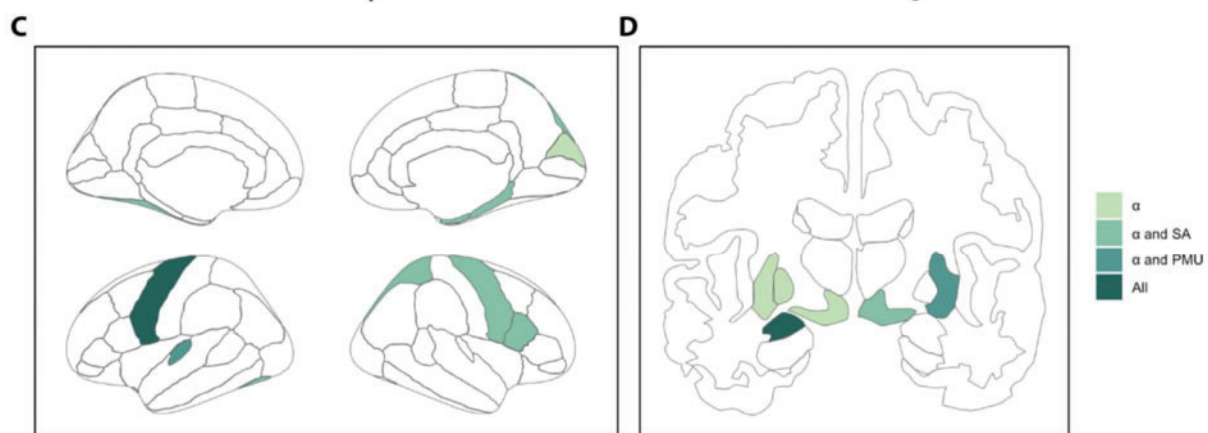 C
D
α
α and SA
α and PMU
All